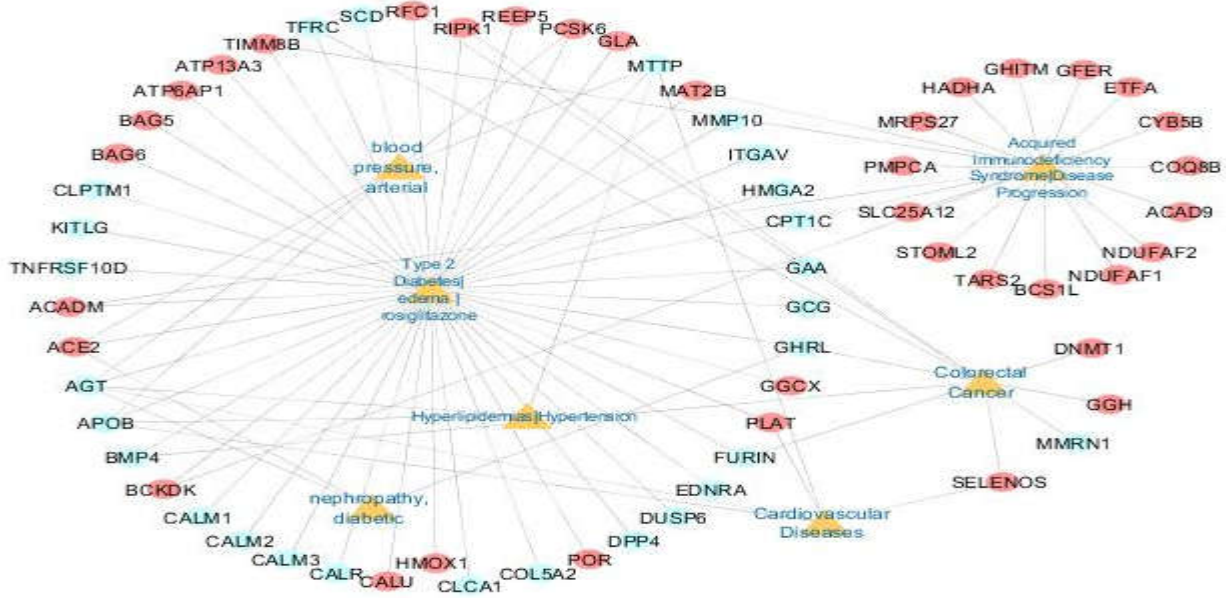 SCD
RFC1
TFRC
RIPK1
REEP5
PCSK6
TIMM8B
GLA
ATP13A3
MTTP
ATP6AP1
MAT2B
BAG5
MMP10
BAG6
ITGAV
CLPTM1
HMGA2
KITLG
CPT1C
TNFRSF10D
GAA
ACADM
GCG
ACE2
GHRL
AGT
GGCX
APOB
PLAT
BMP4
FURIN
BCKDK
EDNRA
CALM1
DUSP6
CALM2
DPP4
CALM3
POR
CALR
COL5A2
CALU
HMOX1
CLCA1
blood
pressure,
arterial
Type 2
Diabetes|
edema |
rosiglitazone
Hyperlipidemias|Hypertension
nephropathy,
diabetic
Cardiovascular
Diseases
Colorectal
Cancer
DNMT1
GGH
MMRN1
SELENOS
Acquired
Immunodeficiency
Syndrome|Disease
Progression
GHITM
GFER
HADHA
ETFA
MRPS27
CYB5B
PMPCA
COQ8B
SLC25A12
ACAD9
STOML2
NDUFAF2
TARS2
NDUFAF1
BCS1L